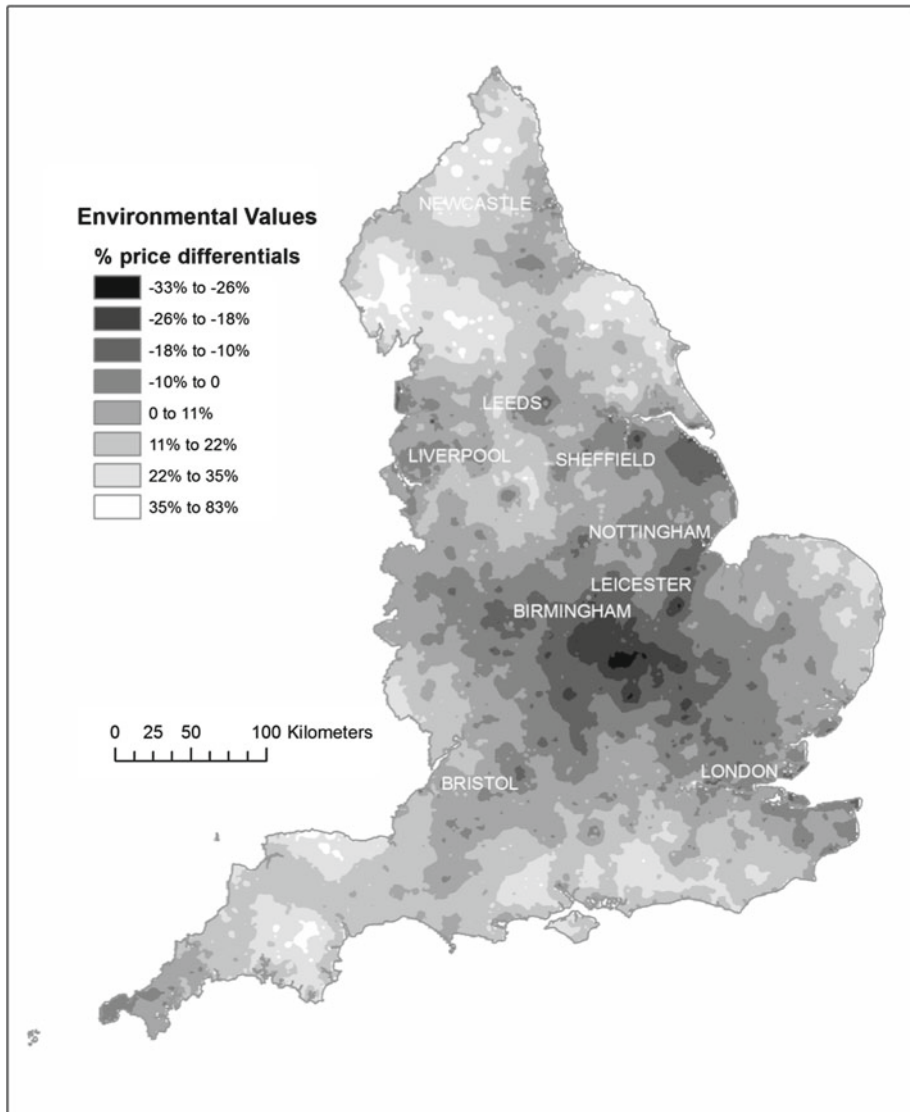 NEWCASTLE
Environmental Values
% price differentials
-33% to -26%
-26% to -18%
-18% to -10%
-10% to 0
0 to 11%
11% to 22%
22% to 35%
35% to 83%
LEEDS
LIVERPOOL
SHEFFIELD
NOTTINGHAM
LEICESTER
BIRMINGHAM
0 25 50 100 Kilometers
LONDON
BRISTOL